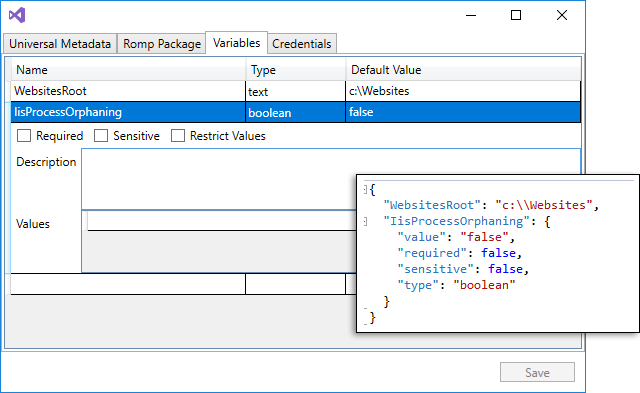 Universal Metadata Romp Package Variables Credentials
Name Type Default Value
WebsitesRoot text c:\Websites
IisProcessOrphaning boolean false
Required Sensitive Restrict Values
Description
Values
{
"WebsitesRoot": "c:\\Websites",
"IisProcessOrphaning": {
"value": "false",
"required": false,
"sensitive": false,
"type": "boolean"
}
}
Save